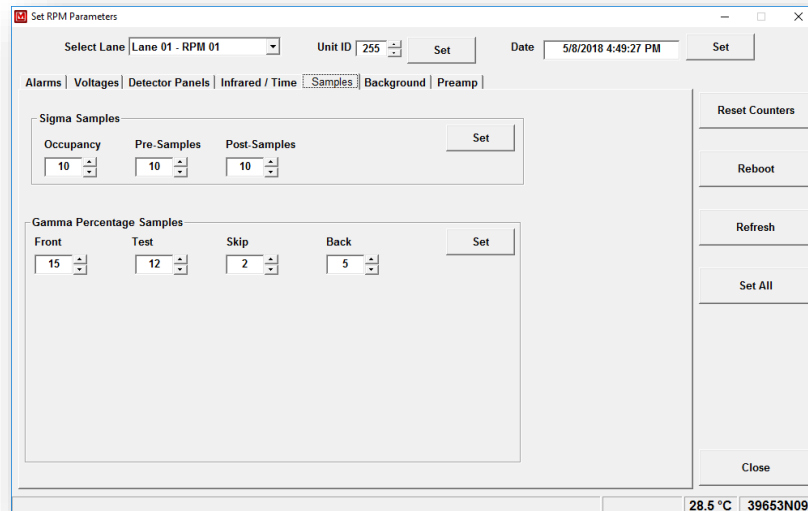 Set RPM Parameters
Select Lane Lane 01 - RPM 01 Unit ID 255 Set Date 5/8/2018 4:49:27 PM Set
Alarms Voltages Detector Panels Infrared / Time Samples Background Preamp
Reset Counters
Sigma Samples
Occupancy Pre-Samples Post-Samples Set
10 10 10
Reboot
Gamma Percentage Samples
Front Test Skip Back Set
15 12 2 5
Refresh
Set All
Close
28.5 °C 39653N09